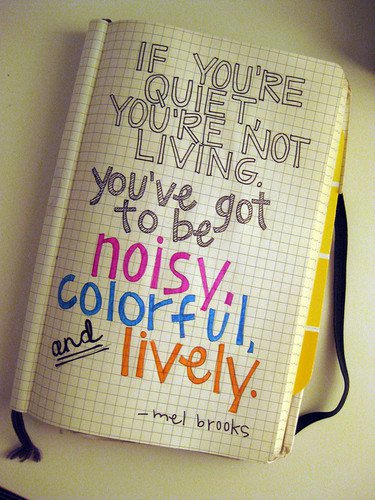 IF YOU'RE
QUIET,
YOU'RE NOT
LIVING.
you've got
to be
noisy.
colorful,
and lively.
-mel brooks